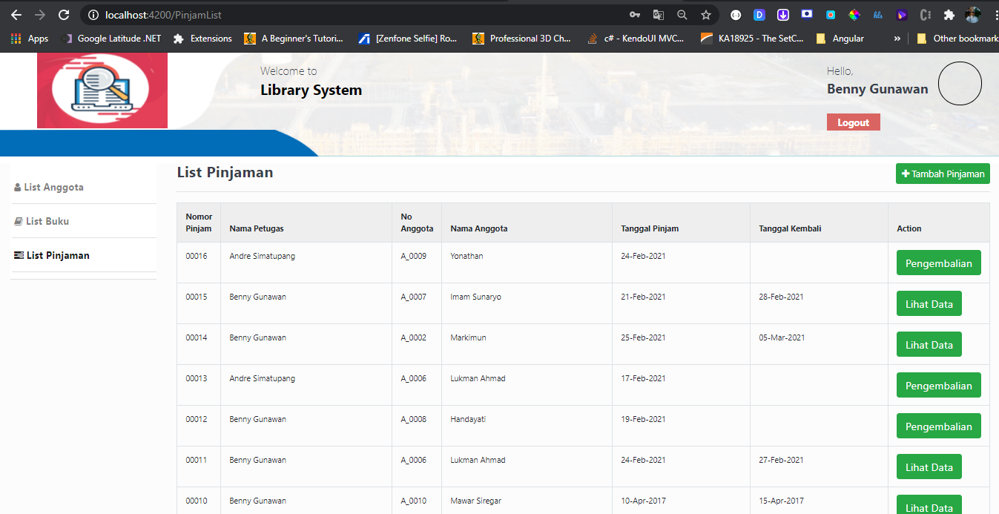 localhost:4200/PinjamList
Apps
Google Latitude .NET
Extensions
A Beginner's Tutori...
[Zenfone Selfie] Ro...
Professional 3D Ch...
c# - KendoUI MVC...
KA18925 - The SetC...
Angular
»
Other bookmark
Welcome to
Library System
Hello,
Benny Gunawan
Logout
List Anggota
List Buku
List Pinjaman
List Pinjaman
Tambah Pinjaman
Nomor Pinjam Nama Petugas No Anggota Nama Anggota Tanggal Pinjam Tanggal Kembali Action
00016 Andre Simatupang A_0009 Yonathan 24-Feb-2021 Pengembalian
00015 Benny Gunawan A_0007 Imam Sunaryo 21-Feb-2021 28-Feb-2021 Lihat Data
00014 Benny Gunawan A_0002 Markimun 25-Feb-2021 05-Mar-2021 Lihat Data
00013 Andre Simatupang A_0006 Lukman Ahmad 17-Feb-2021 Pengembalian
00012 Benny Gunawan A_0008 Handayati 19-Feb-2021 Pengembalian
00011 Benny Gunawan A_0006 Lukman Ahmad 24-Feb-2021 27-Feb-2021 Lihat Data
00010 Benny Gunawan A_0010 Mawar Siregar 10-Apr-2017 15-Apr-2017 Lihat Data